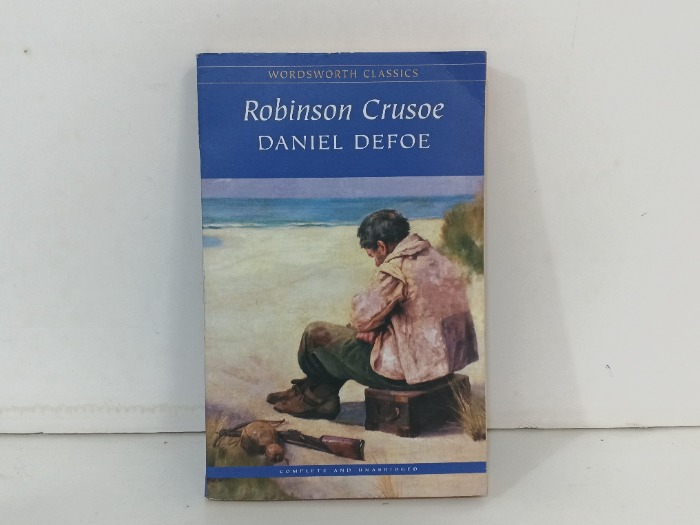 WORDSWORTH CLASSICS
Robinson Crusoe
DANIEL DEFOE
COMPLETE AND UNABRIDGED